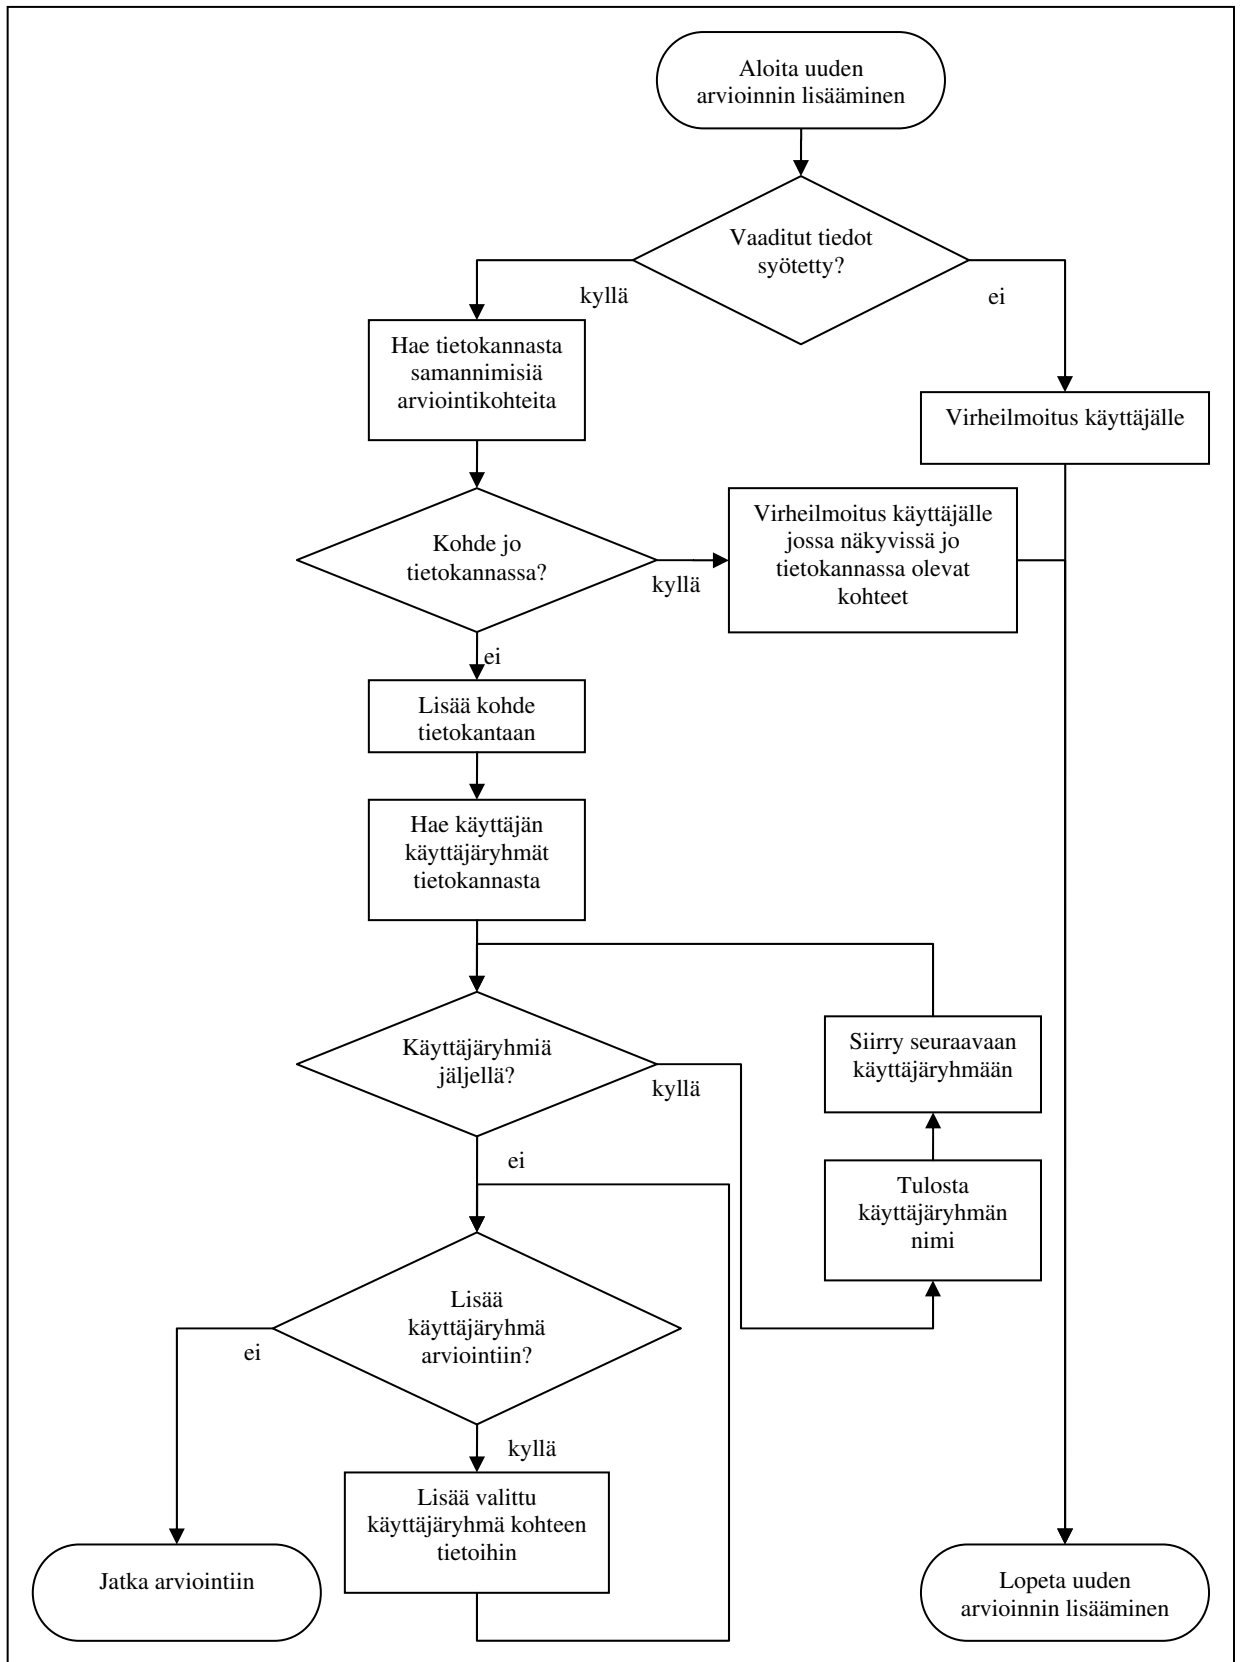 Aloita uuden
arvioinnin lisääminen
Vaaditut tiedot
syötetty?
kyllä
ei
Hae tietokannasta
samannimisiä
arviointikohteita
Virheilmoitus käyttäjälle
Kohde jo
tietokannassa?
kyllä
Virheilmoitus käyttäjälle
jossa näkyvissä jo
tietokannassa olevat
kohteet
ei
Lisää kohde
tietokantaan
Hae käyttäjän
käyttäjäryhmät
tietokannasta
Käyttäjäryhmiä
jäljellä?
kyllä
Siirry seuraavaan
käyttäjäryhmään
ei
Tulosta
käyttäjäryhmän
nimi
Lisää
käyttäjäryhmä
arviointiin?
ei
kyllä
Lisää valittu
käyttäjäryhmä kohteen
tietoihin
Jatka arviointiin
Lopeta uuden
arvioinnin lisääminen